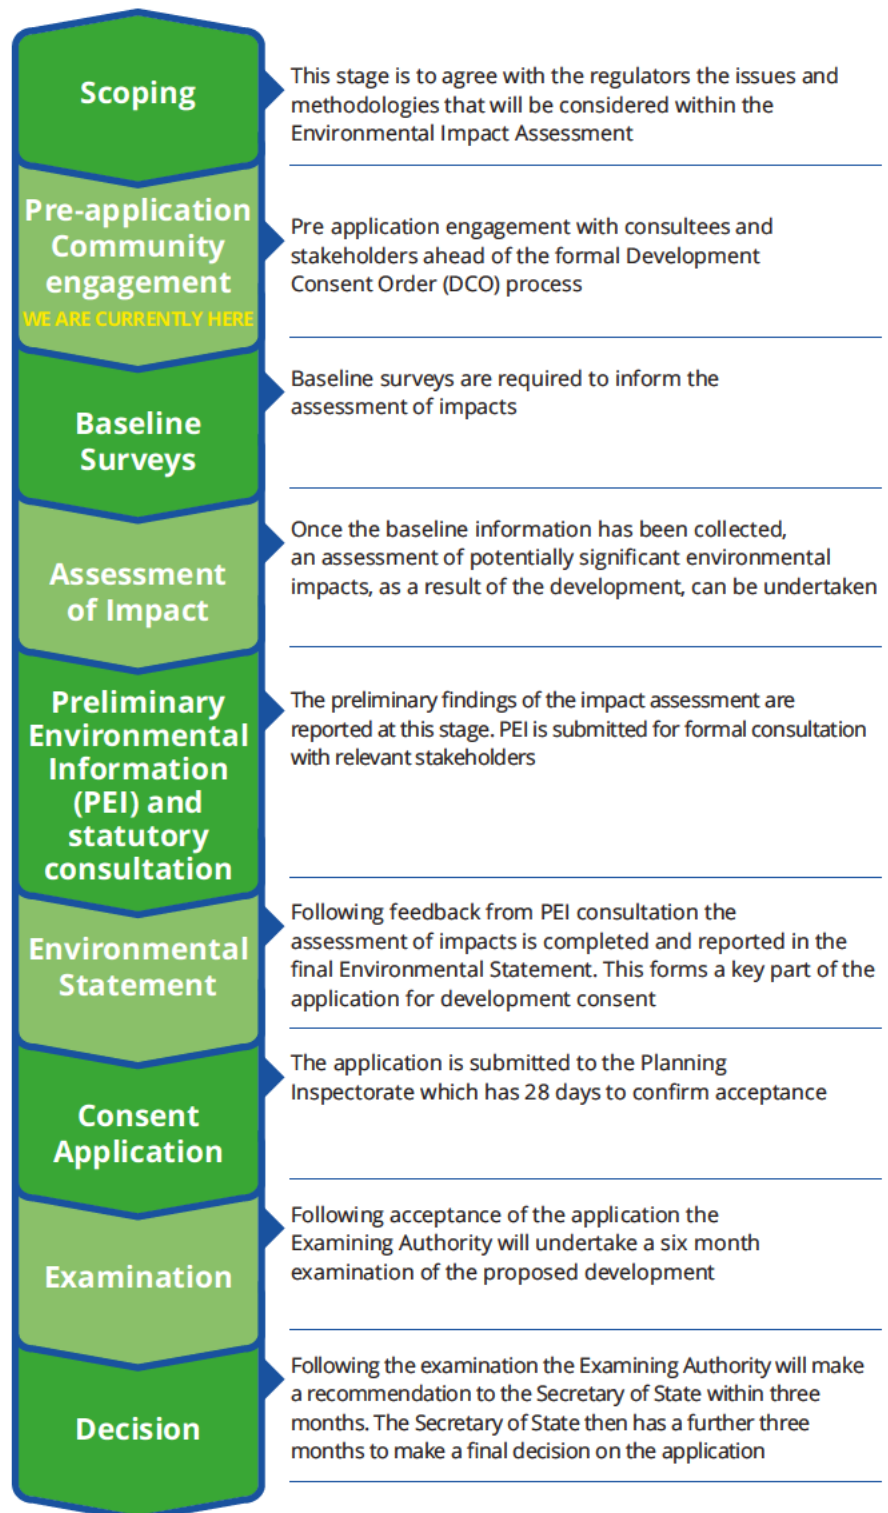 Scoping
This stage is to agree with the regulators the issues and
methodologies that will be considered within the
Environmental Impact Assessment
Pre-application
Community
engagement
WE ARE CURRENTLY HERE
Pre application engagement with consultees and
stakeholders ahead of the formal Development
Consent Order (DCO) process
Baseline
Surveys
Baseline surveys are required to inform the
assessment of impacts
Assessment
of Impact
Once the baseline information has been collected,
an assessment of potentially significant environmental
impacts, as a result of the development, can be undertaken
Preliminary
Environmental
Information
(PEI) and
statutory
consultation
The preliminary findings of the impact assessment are
reported at this stage. PEI is submitted for formal consultation
with relevant stakeholders
Environmental
Statement
Following feedback from PEI consultation the
assessment of impacts is completed and reported in the
final Environmental Statement. This forms a key part of the
application for development consent
Consent
Application
The application is submitted to the Planning
Inspectorate which has 28 days to confirm acceptance
Examination
Following acceptance of the application the
Examining Authority will undertake a six month
examination of the proposed development
Decision
Following the examination the Examining Authority will make
a recommendation to the Secretary of State within three
months. The Secretary of State then has a further three
months to make a final decision on the application